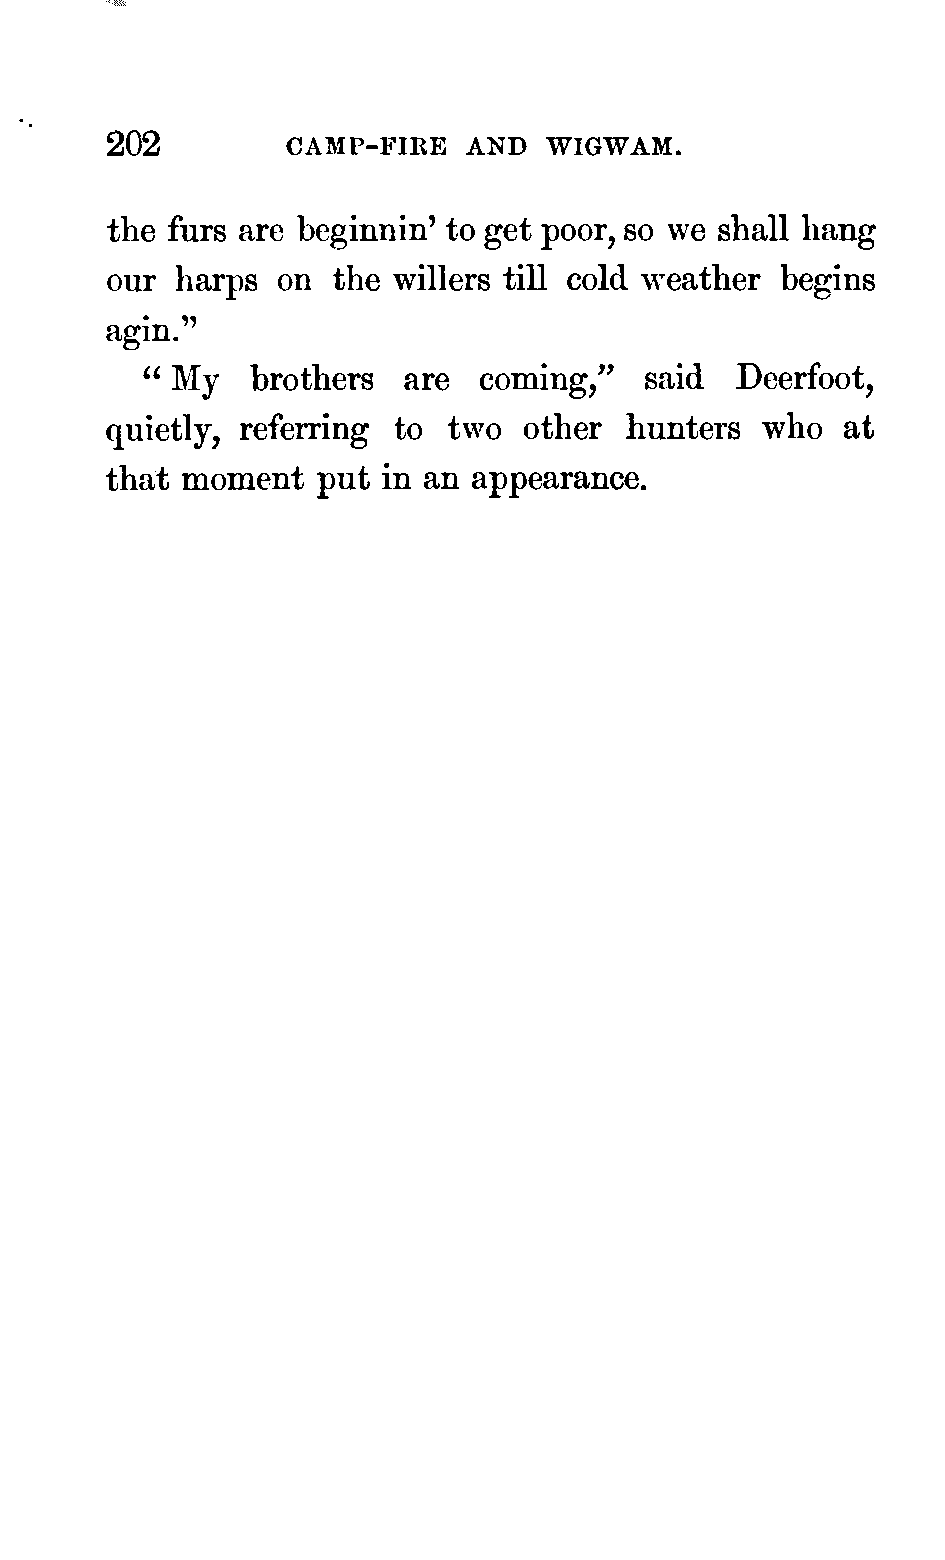 202 CAMP-FIRE AND WIGWAM.
the furs are beginnin’ to get poor, so we shall hang
our harps on the willers till cold weather begins
agin.”
“ My brothers are coming,” said Deerfoot,
quietly, referring to two other hunters who at
that moment put in an appearance.